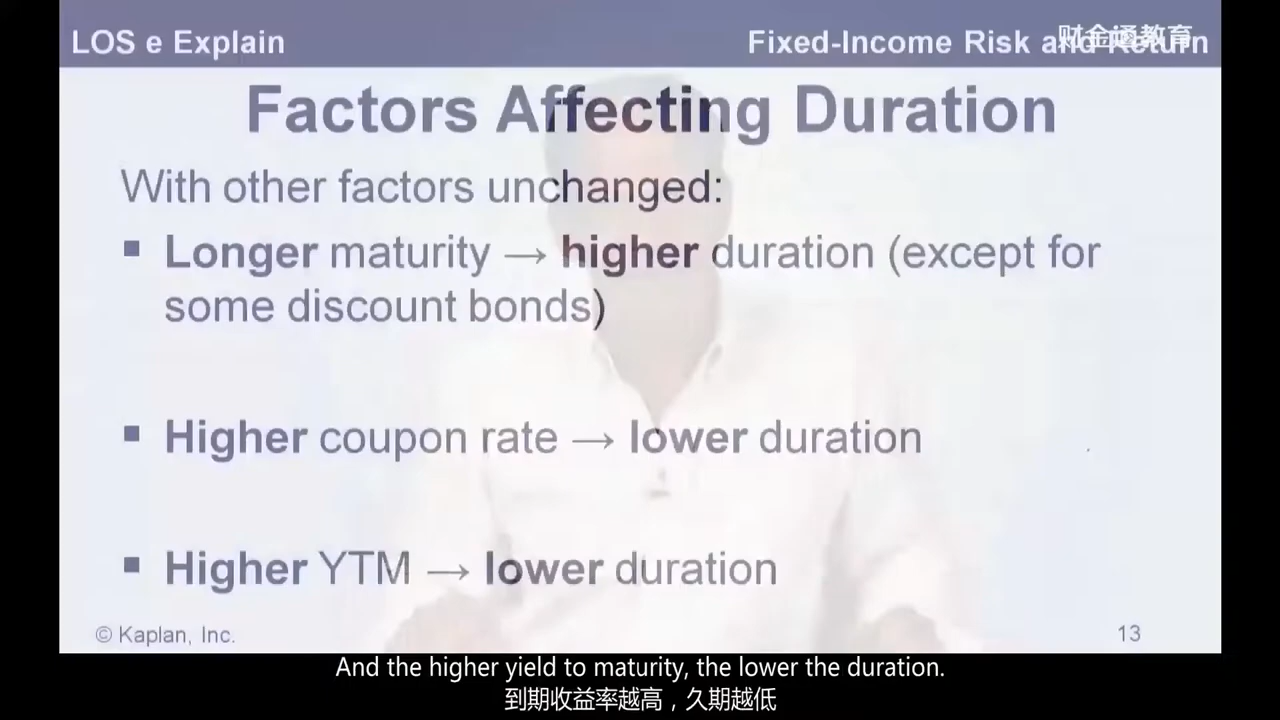 LOS e Explain
Fixed-Income Risk and Return
财金通教育
Factors Affecting Duration
With other factors unchanged:
▪ Longer maturity → higher duration (except for
some discount bonds)
▪ Higher coupon rate → lower duration
▪ Higher YTM → lower duration
© Kaplan, Inc.
13
And the higher yield to maturity, the lower the duration.
到期收益率越高，久期越低